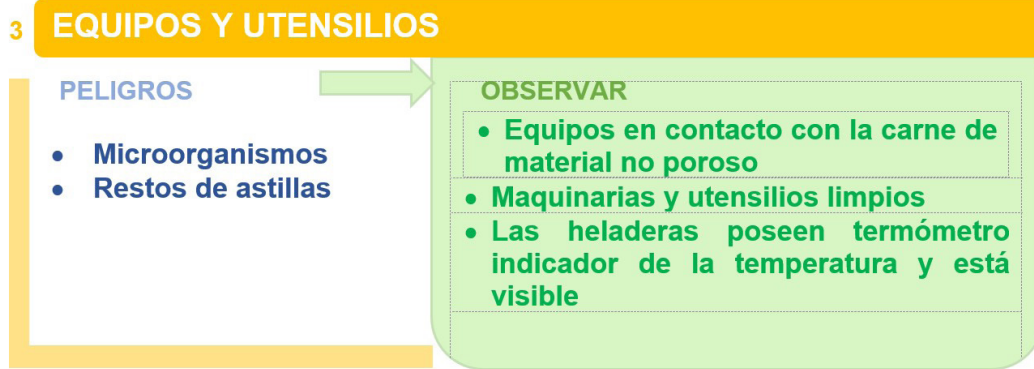 3 EQUIPOS Y UTENSILIOS
PELIGROS
• Microorganismos
• Restos de astillas
OBSERVAR
• Equipos en contacto con la carne de
material no poroso
• Maquinarias y utensilios limpios
• Las heladeras poseen termómetro
indicador de la temperatura y está
visible